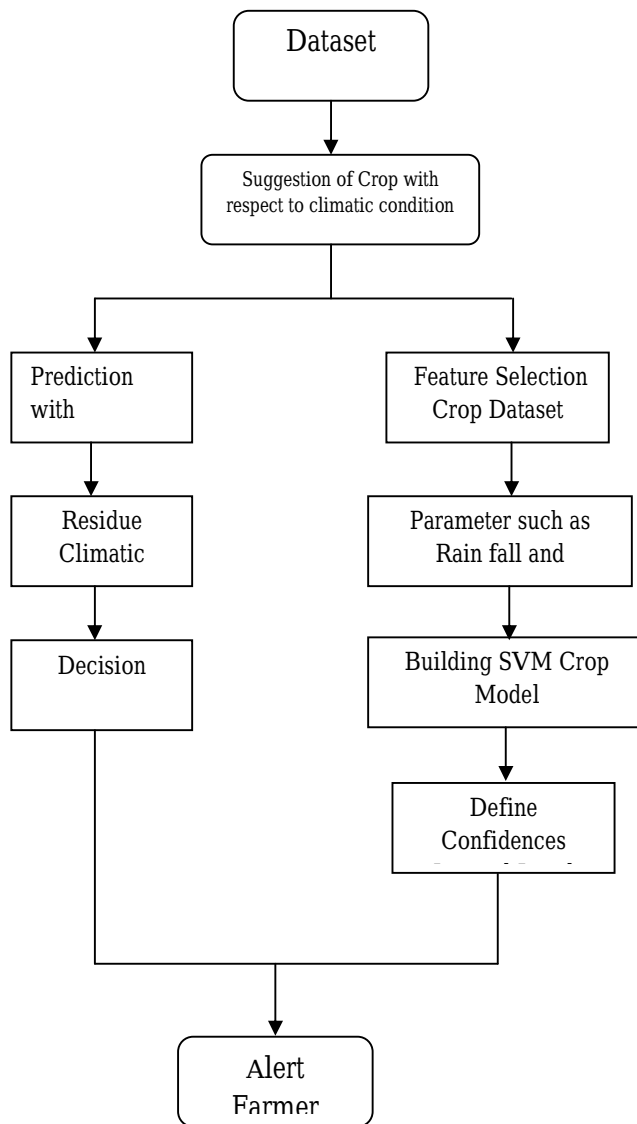 Dataset
Suggestion of Crop with
respect to climatic condition
Prediction
with
Feature Selection
Crop Dataset
Residue
Climatic
Parameter such as
Rain fall and
Decision
Building SVM Crop
Model
Define
Confidences
Alert
Farmer